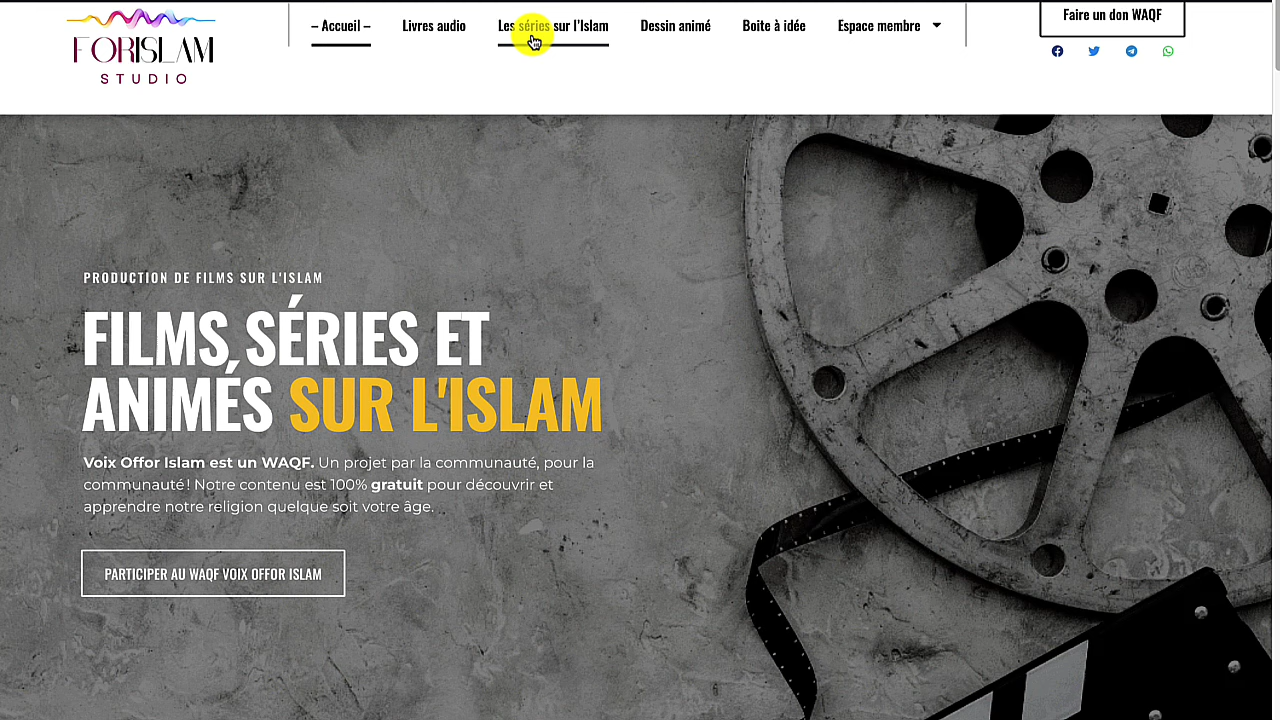 FORISLAM
STUDIO
– Accueil –
Livres audio
Les séries sur l'Islam
Dessin animé
Boite à idée
Espace membre
Faire un don WAQF
PRODUCTION DE FILMS SUR L'ISLAM
FILMS SÉRIES ET
ANIMÉS SUR L'ISLAM
Voix Offor Islam est un WAQF. Un projet par la communauté, pour la
communauté ! Notre contenu est 100% gratuit pour découvrir et
apprendre notre religion quelque soit votre âge.
PARTICIPER AU WAQF VOIX OFFOR ISLAM